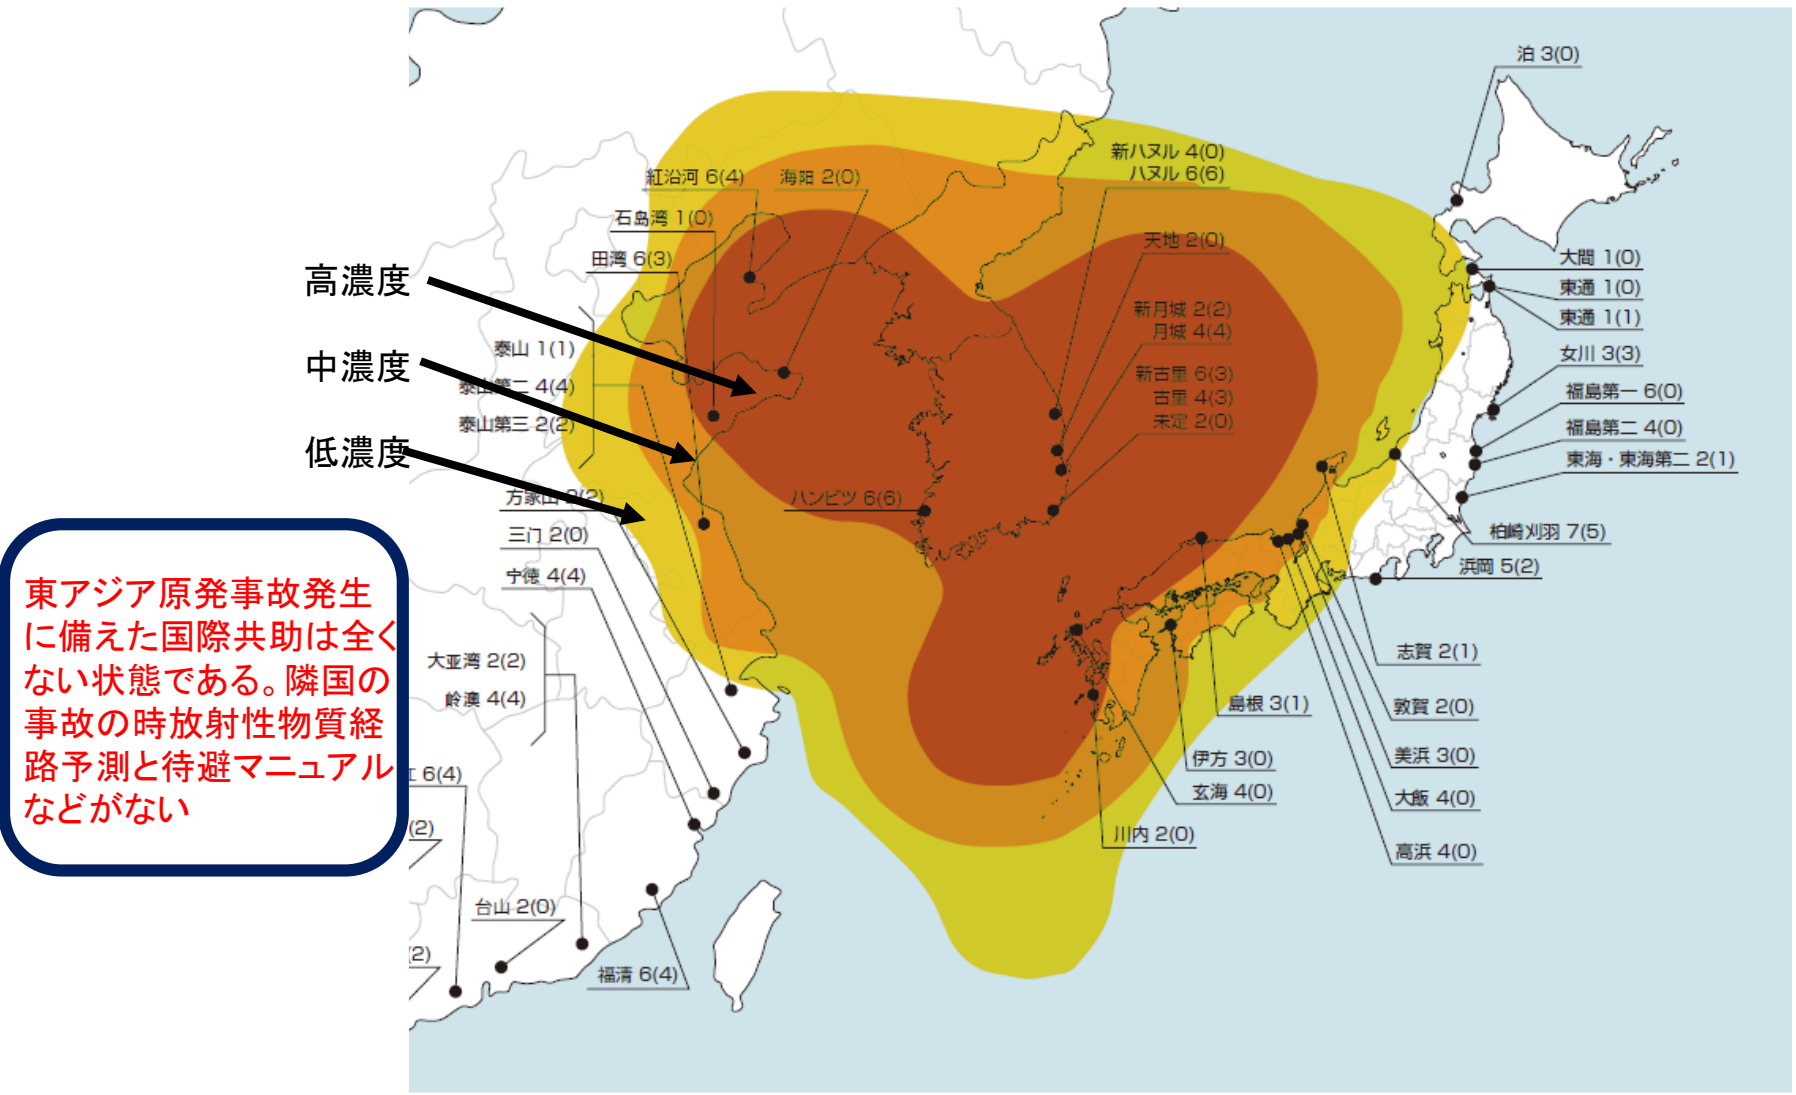 泊 3(0)
新ハヌル 4(0)
ハヌル 6(6)
紅沿河 6(4)
海阳 2(0)
石島湾 1(0)
天地 2(0)
田湾 6(3)
大間 1(0)
高濃度
東通 1(0)
新月城 2(2)
東通 1(1)
月城 4(4)
泰山 1(1)
女川 3(3)
中濃度
新古里 6(3)
泰山第二 4(4)
福島第一 6(0)
古里 4(3)
泰山第三 2(2)
未定 2(0)
福島第二 4(0)
低濃度
東海・東海第二 2(1)
方家山 2(2)
ハンビツ 6(6)
三门 2(0)
柏崎刈羽 7(5)
宁徳 4(4)
浜岡 5(2)
東アジア原発事故発生
に備えた国際共助は全く
ない状態である。隣国の
事故の時放射性物質経
路予測と待避マニュアル
などがない
大亚湾 2(2)
志賀 2(1)
岭澳 4(4)
島根 3(1)
敦賀 2(0)
伊方 3(0)
美浜 3(0)
江 6(4)
玄海 4(0)
大飯 4(0)
(2)
川内 2(0)
高浜 4(0)
台山 2(0)
(2)
福清 6(4)